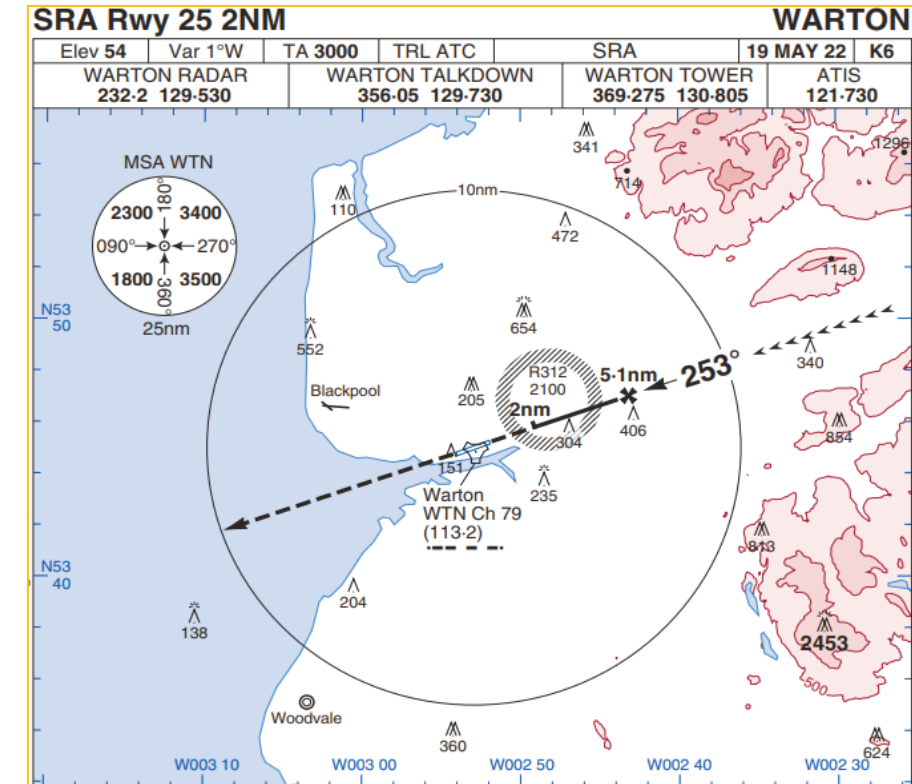 SRA Rwy 25 2NM
WARTON
Elev 54
Var 1°W
TA 3000
TRL ATC
SRA
19 MAY 22
K6
WARTON RADAR
232·2 129·530
WARTON TALKDOWN
356·05 129·730
WARTON TOWER
369·275 130·805
ATIS
121·730
MSA WTN
180°
2300
3400
090°
270°
1800
3500
360°
25nm
341
1296
714
110
10nm
472
1148
N53
50
654
552
340
5·1nm
253°
R312
2100
Blackpool
205
2nm
304
406
854
151
235
Warton
WTN Ch 79
(113·2)
813
N53
40
204
138
2453
500
Woodvale
360
624
W003 10
W003 00
W002 50
W002 40
W002 30